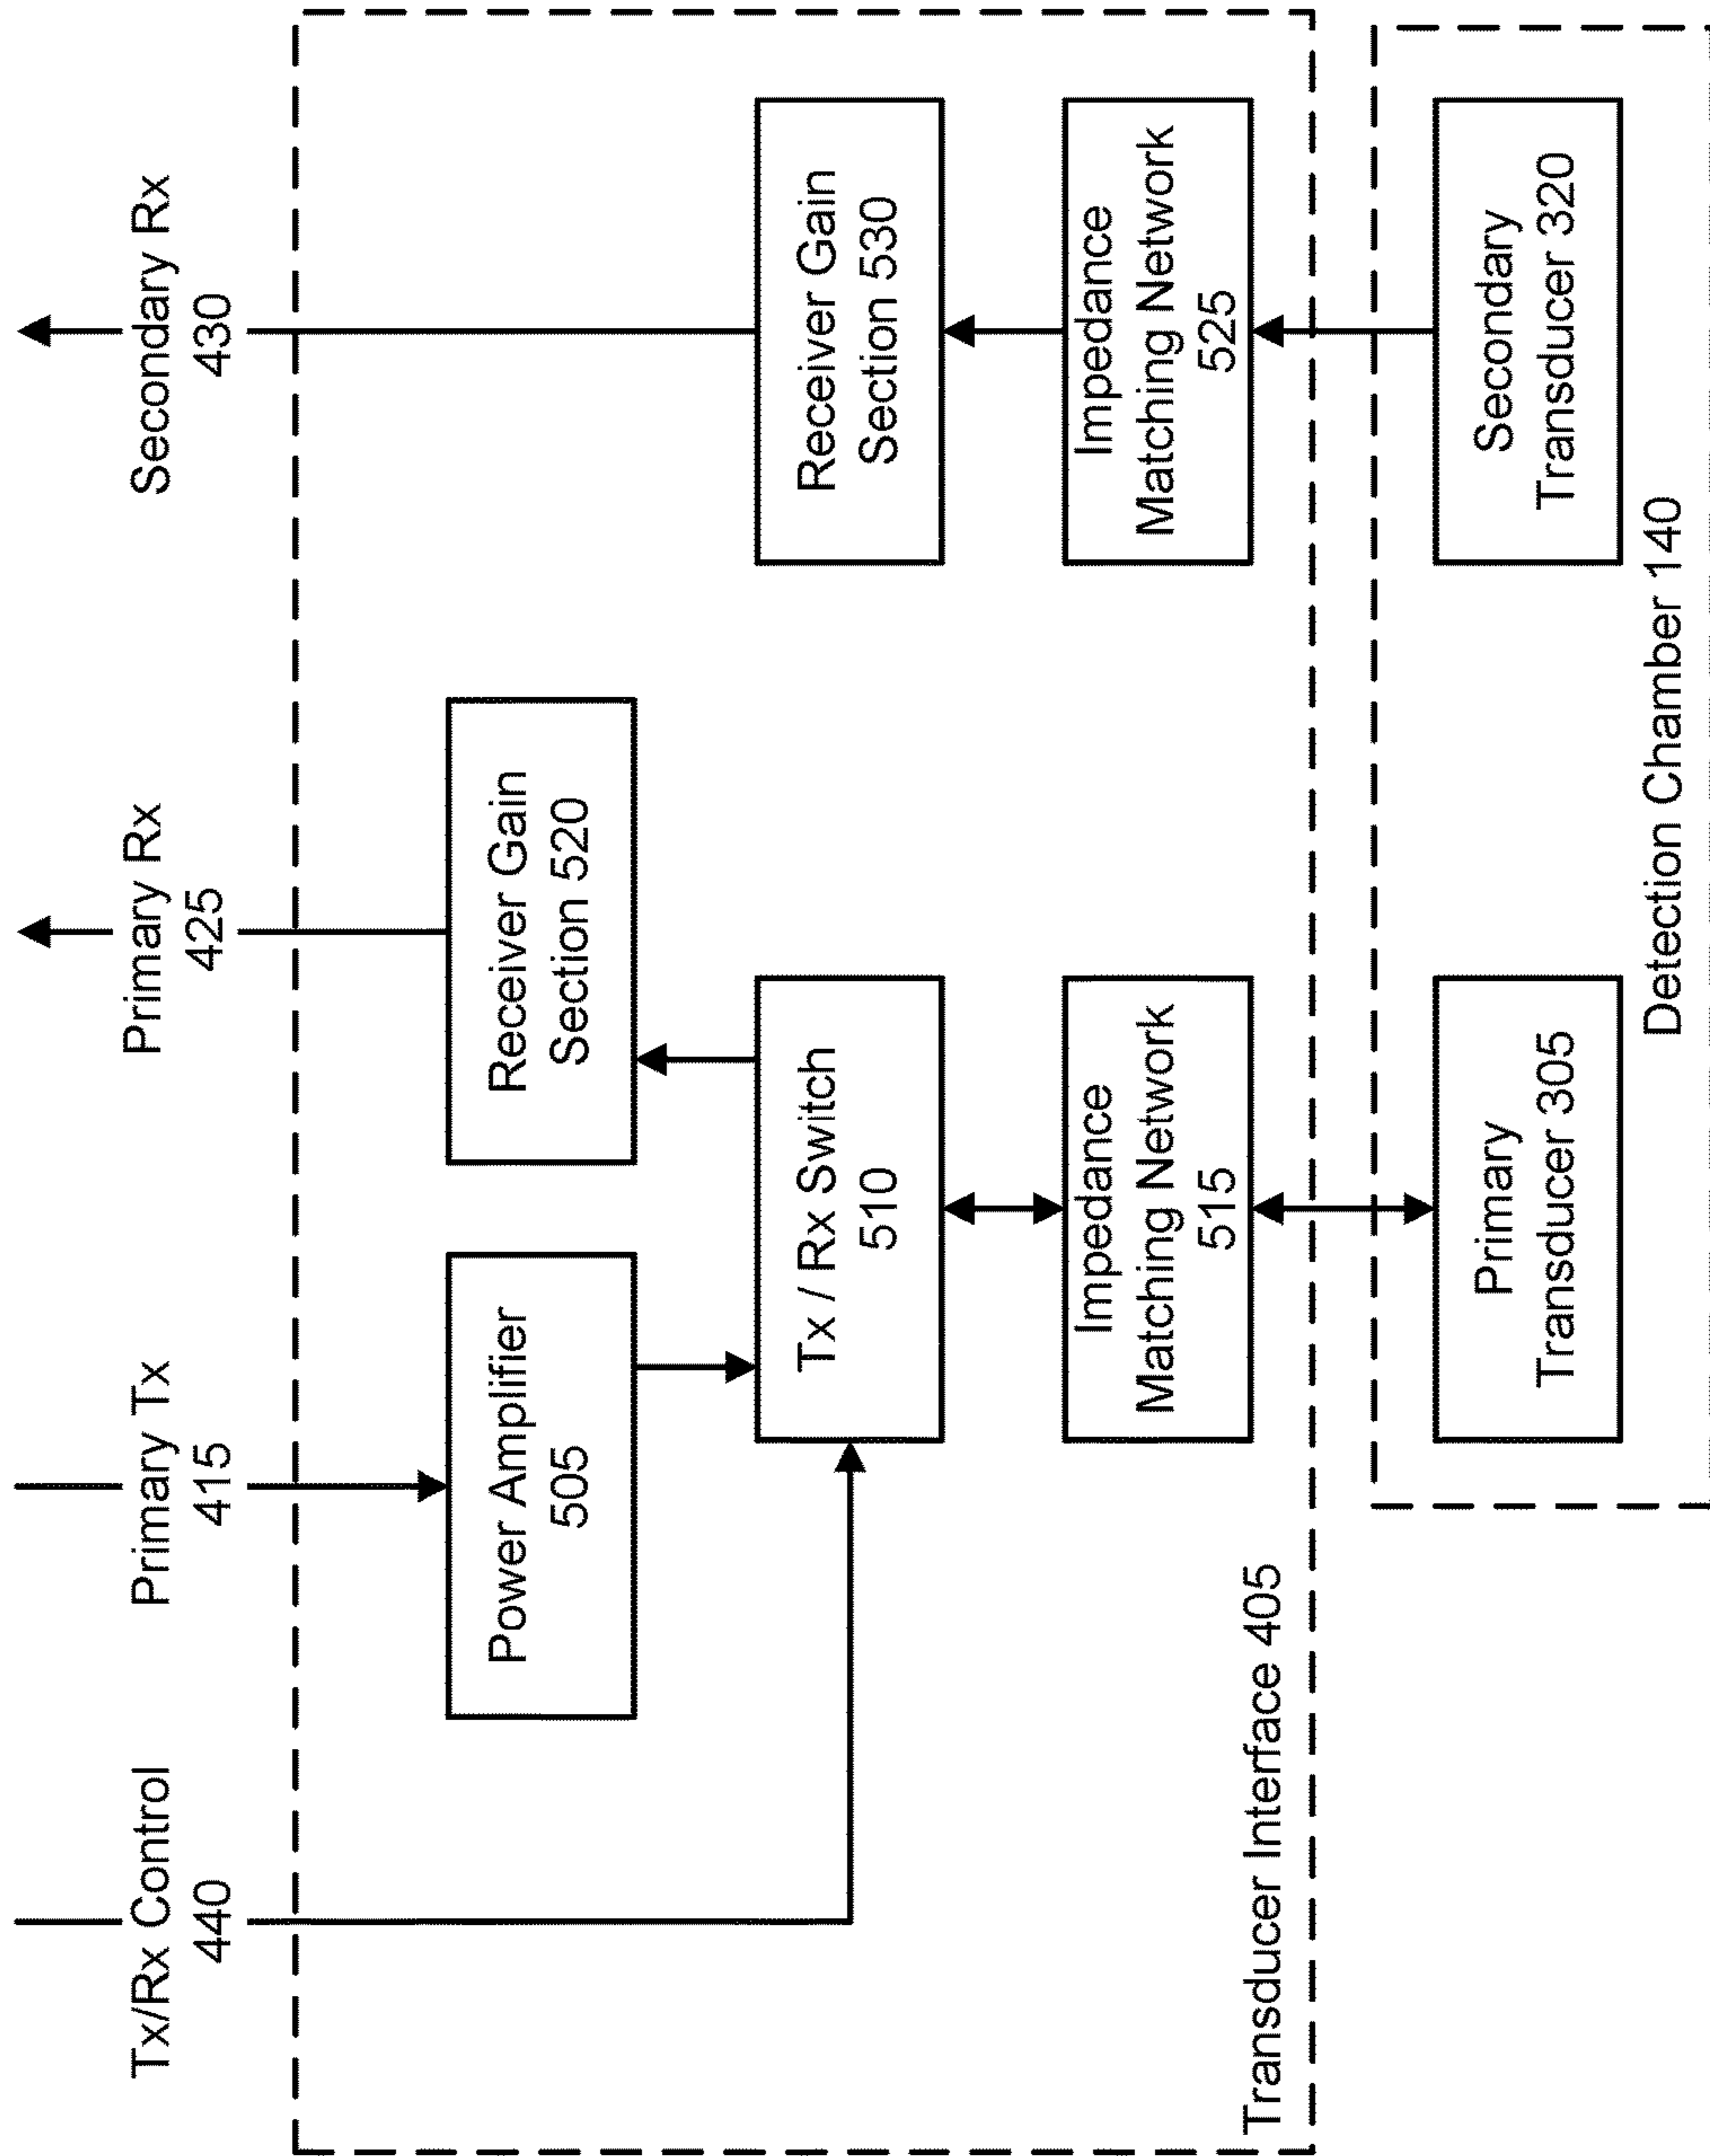 Tx/Rx Control
440
Primary Tx
415
Primary Rx
425
Secondary Rx
430
Power Amplifier
505
Receiver Gain
Section 520
Tx / Rx Switch
510
Receiver Gain
Section 530
Impedance
Matching Network
515
Impedance
Matching Network
525
Transducer Interface 405
Primary
Transducer 305
Secondary
Transducer 320
Detection Chamber 140